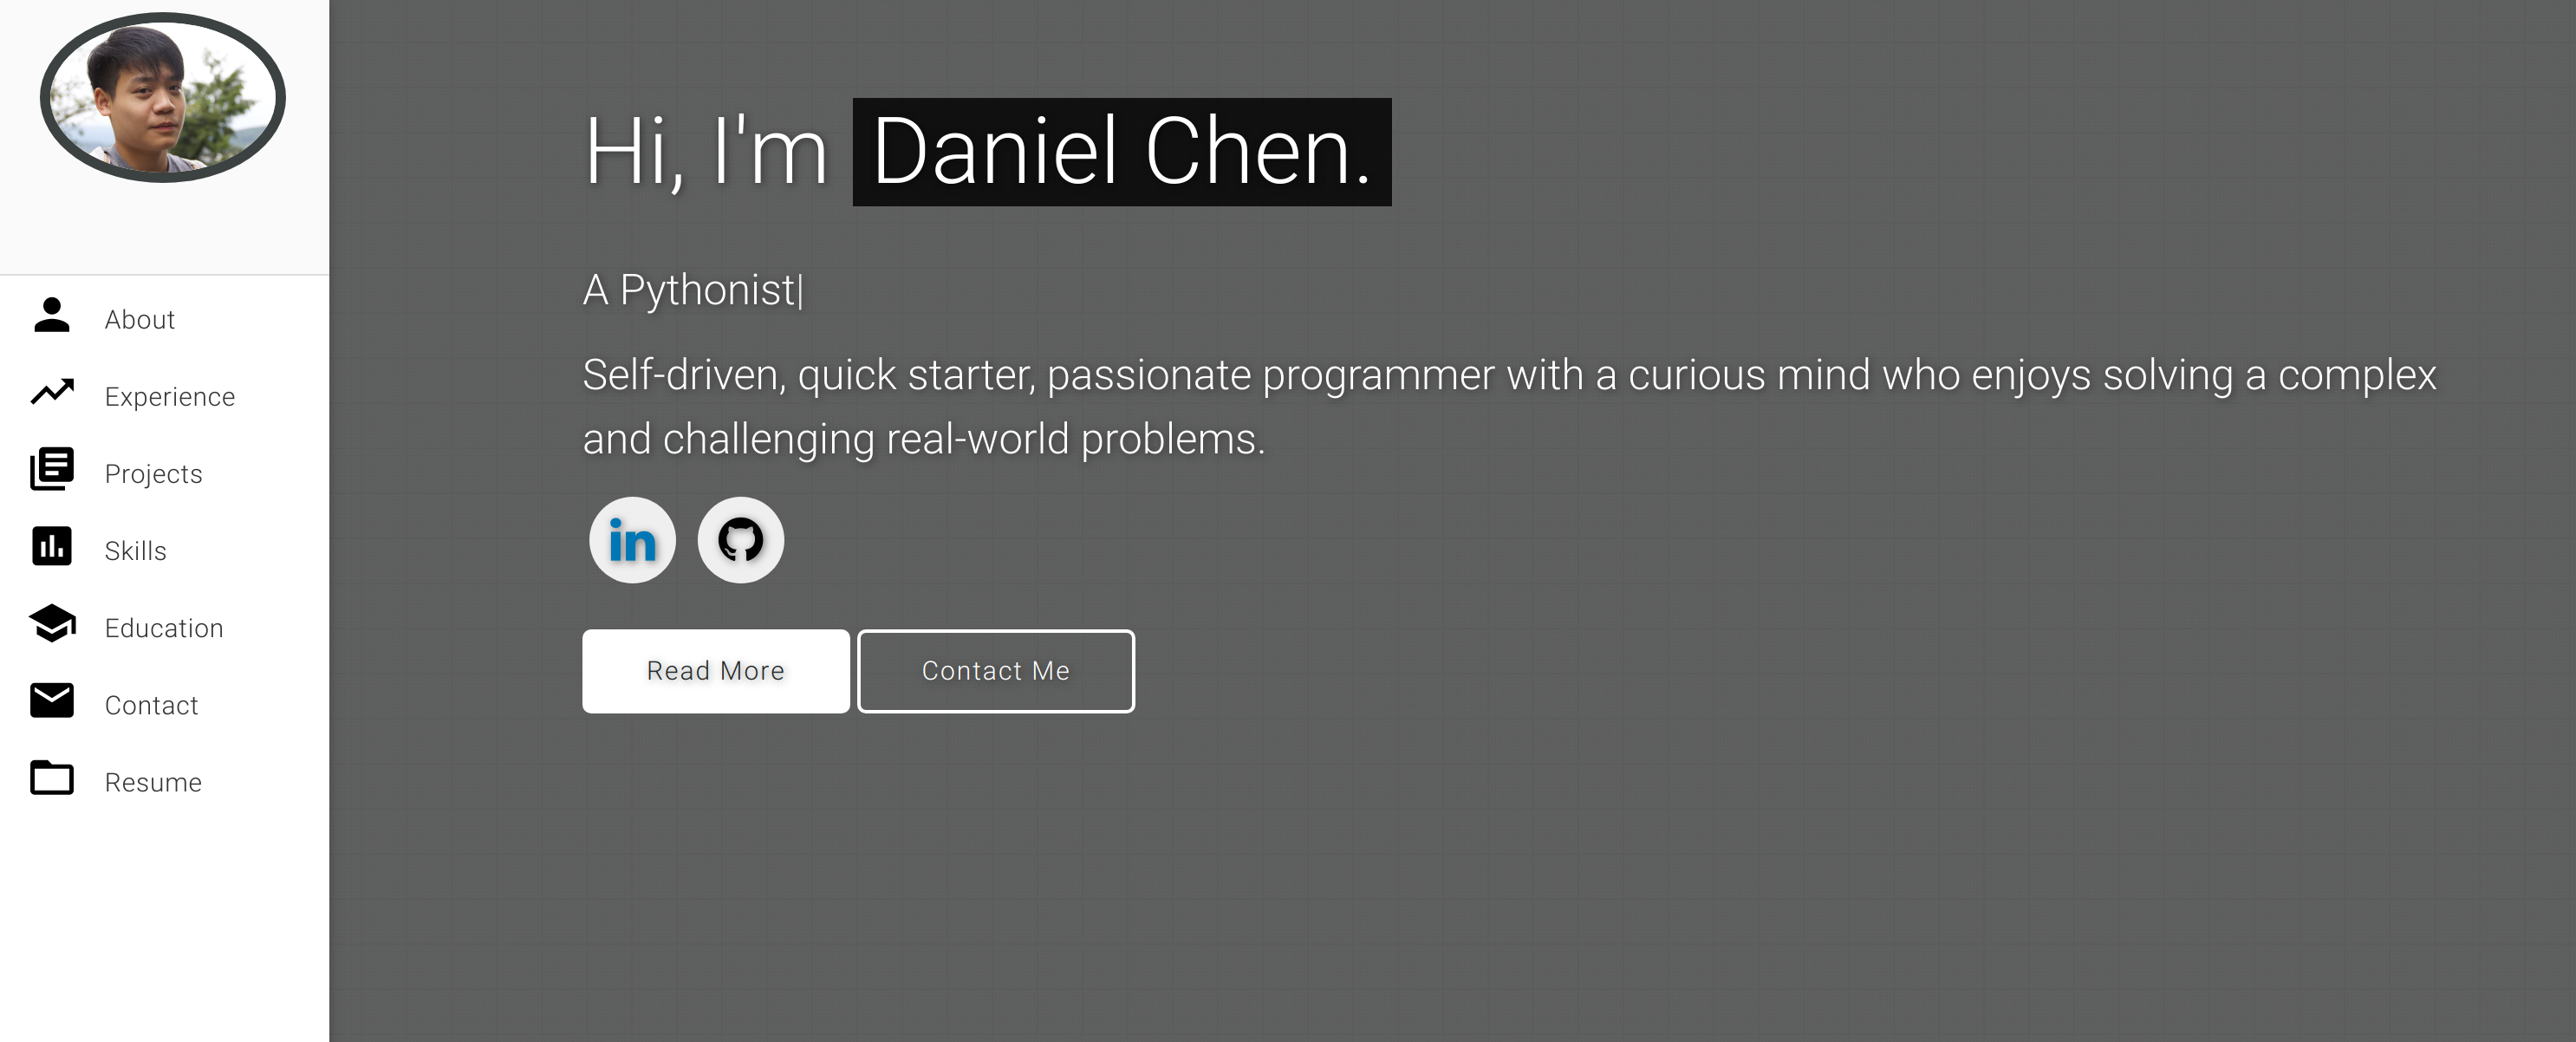 About
Experience
Projects
Skills
Education
Contact
Resume
Hi, I'm Daniel Chen.
A Pythonist|
Self-driven, quick starter, passionate programmer with a curious mind who enjoys solving a complex
and challenging real-world problems.
in
Read More
Contact Me